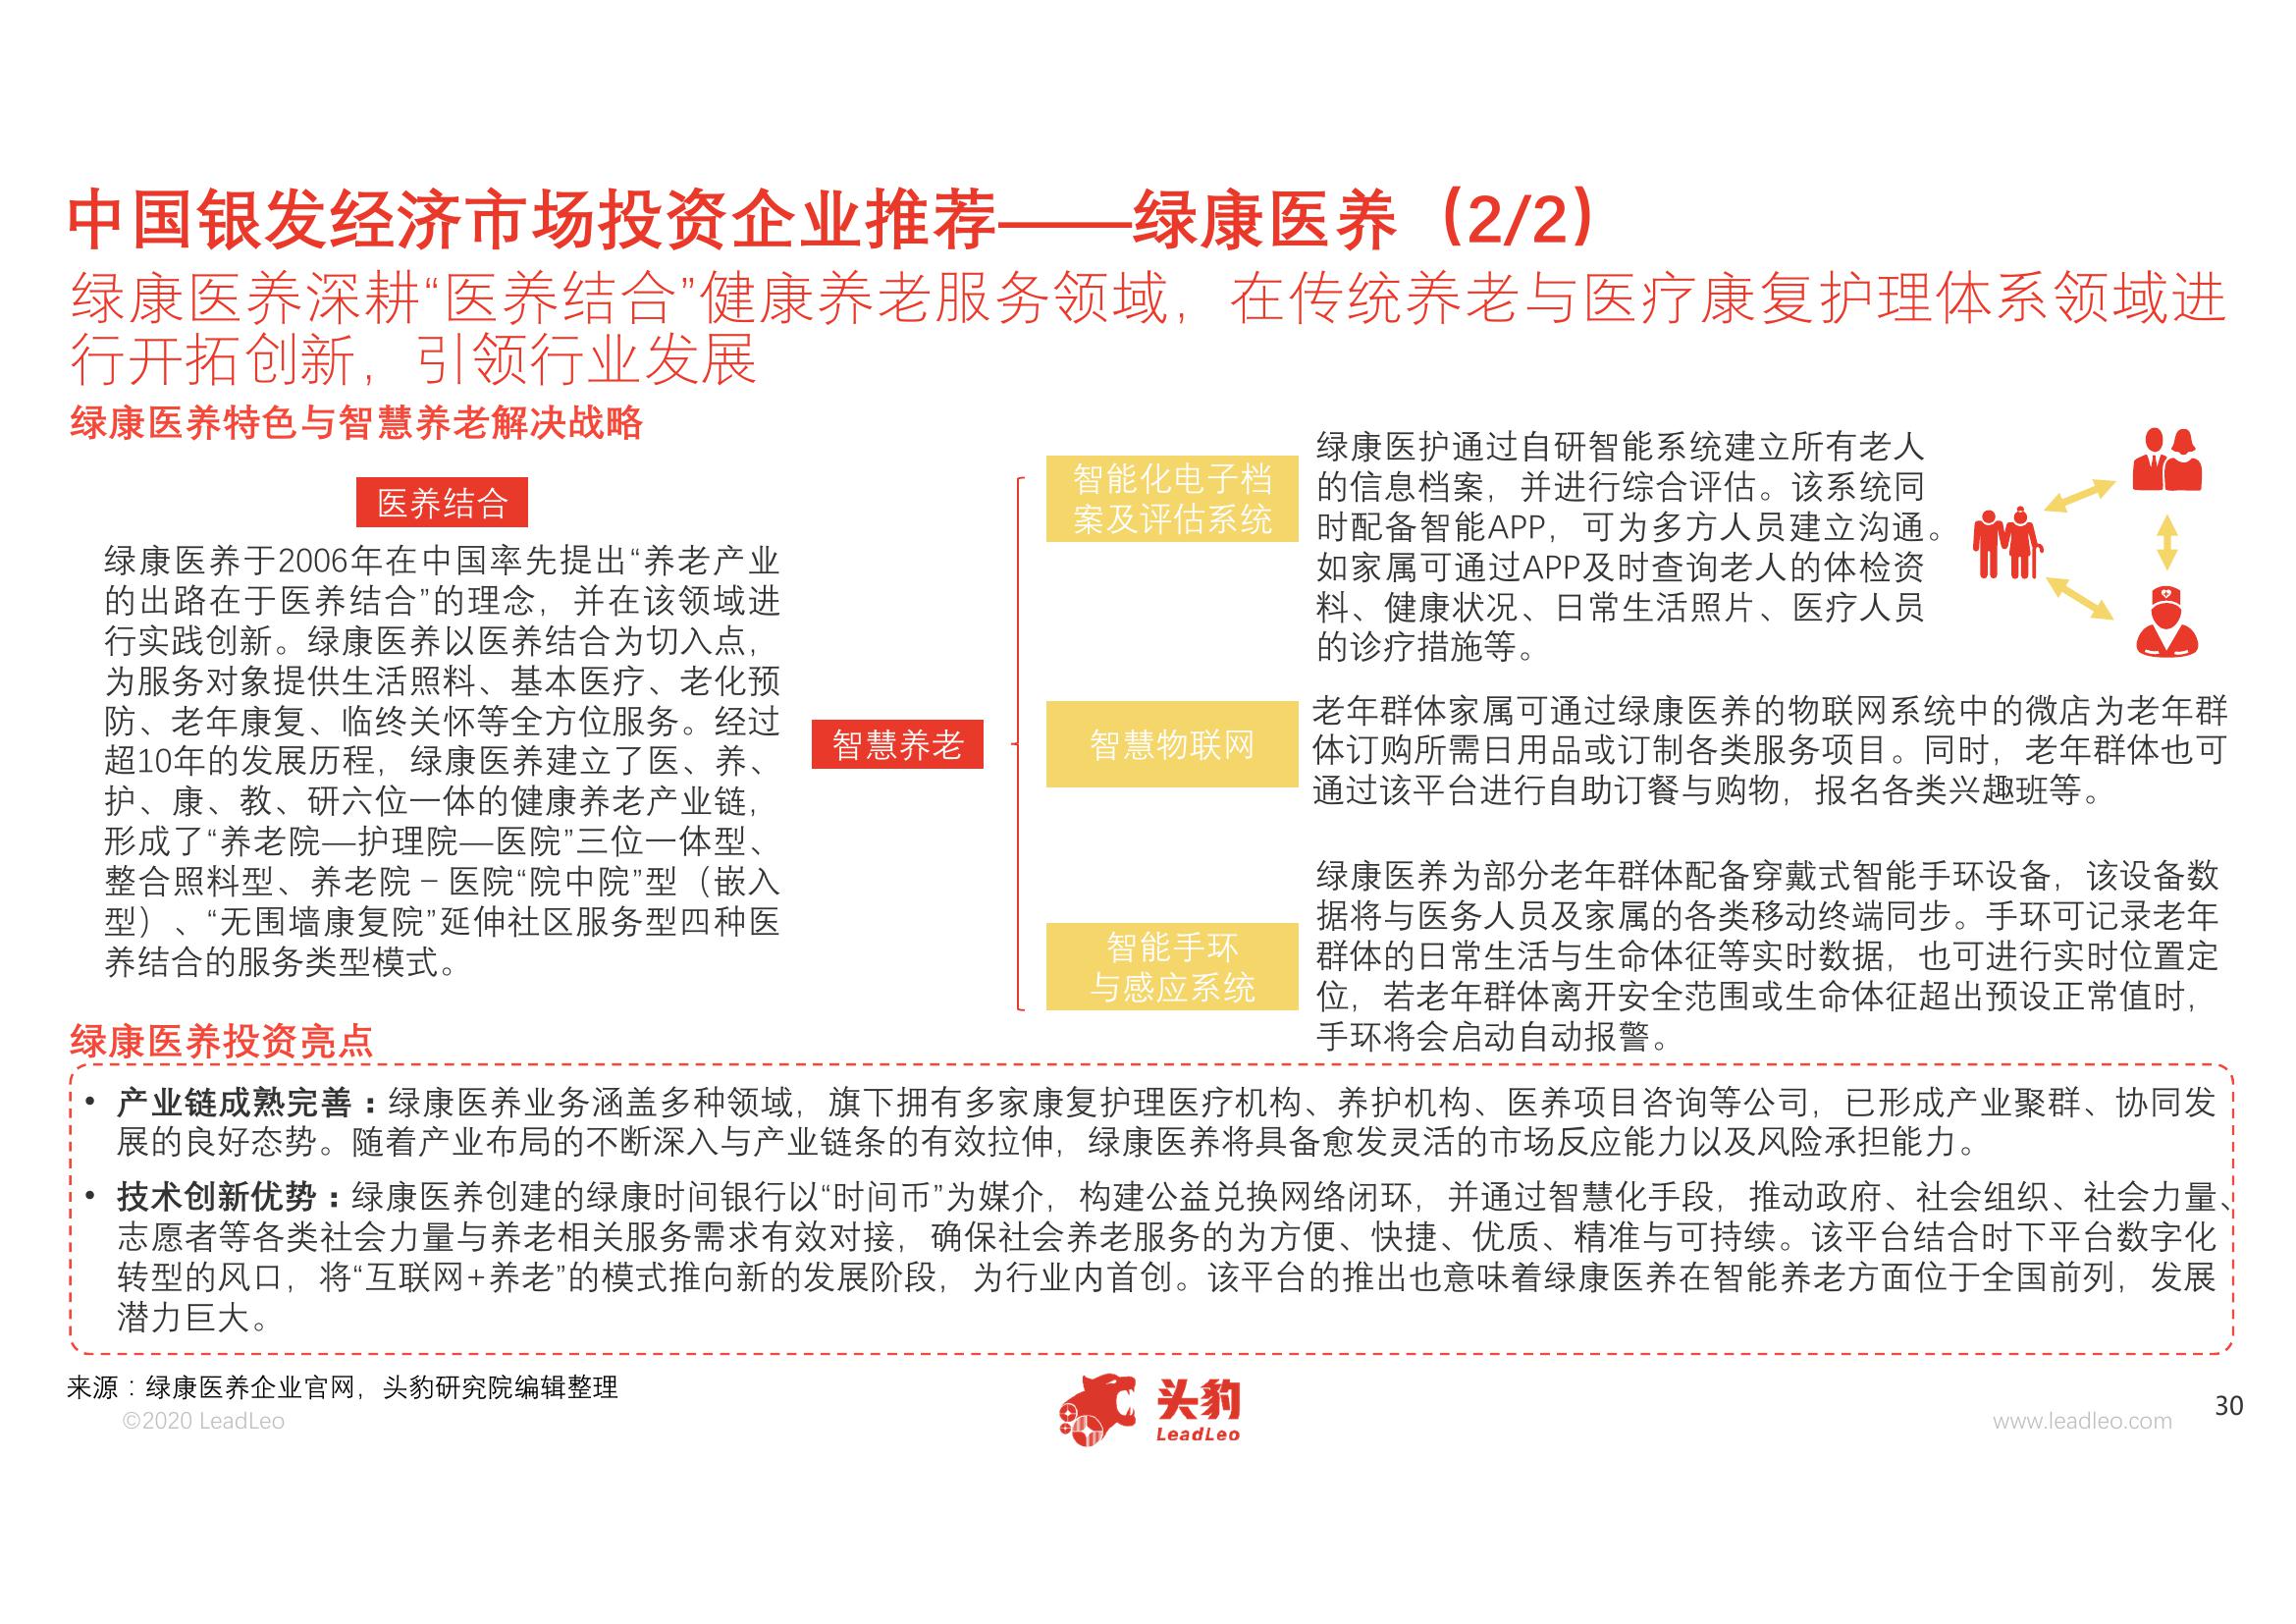 中国银发经济市场投资企业推荐——绿康医养（2/2）
绿康医养深耕“医养结合”健康养老服务领域，在传统养老与医疗康复护理体系领域进
行开拓创新，引领行业发展
绿康医养特色与智慧养老解决战略
医养结合
绿康医养于2006年在中国率先提出“养老产业
的出路在于医养结合”的理念，并在该领域进
行实践创新。绿康医养以医养结合为切入点，
为服务对象提供生活照料、基本医疗、老化预
防、老年康复、临终关怀等全方位服务。经过
超10年的发展历程，绿康医养建立了医、养、
护、康、教、研六位一体的健康养老产业链，
形成了“养老院—护理院—医院”三位一体型、
整合照料型、养老院 – 医院“院中院”型（嵌入
型）、“无围墙康复院”延伸社区服务型四种医
养结合的服务类型模式。
智慧养老
智能化电子档
案及评估系统
绿康医护通过自研智能系统建立所有老人
的信息档案，并进行综合评估。该系统同
时配备智能APP，可为多方人员建立沟通。
如家属可通过APP及时查询老人的体检资
料、健康状况、日常生活照片、医疗人员
的诊疗措施等。
智慧物联网
老年群体家属可通过绿康医养的物联网系统中的微店为老年群
体订购所需日用品或订制各类服务项目。同时，老年群体也可
通过该平台进行自助订餐与购物，报名各类兴趣班等。
智能手环
与感应系统
绿康医养为部分老年群体配备穿戴式智能手环设备，该设备数
据将与医务人员及家属的各类移动终端同步。手环可记录老年
群体的日常生活与生命体征等实时数据，也可进行实时位置定
位，若老年群体离开安全范围或生命体征超出预设正常值时，
手环将会启动自动报警。
绿康医养投资亮点
• 产业链成熟完善：绿康医养业务涵盖多种领域，旗下拥有多家康复护理医疗机构、养护机构、医养项目咨询等公司，已形成产业聚群、协同发
展的良好态势。随着产业布局的不断深入与产业链条的有效拉伸，绿康医养将具备愈发灵活的市场反应能力以及风险承担能力。
• 技术创新优势：绿康医养创建的绿康时间银行以“时间币”为媒介，构建公益兑换网络闭环，并通过智慧化手段，推动政府、社会组织、社会力量、
志愿者等各类社会力量与养老相关服务需求有效对接，确保社会养老服务的为方便、快捷、优质、精准与可持续。该平台结合时下平台数字化
转型的风口，将“互联网+养老”的模式推向新的发展阶段，为行业内首创。该平台的推出也意味着绿康医养在智能养老方面位于全国前列，发展
潜力巨大。
来源：绿康医养企业官网，头豹研究院编辑整理
©2020 LeadLeo
头豹
LeadLeo
www.leadleo.com
30